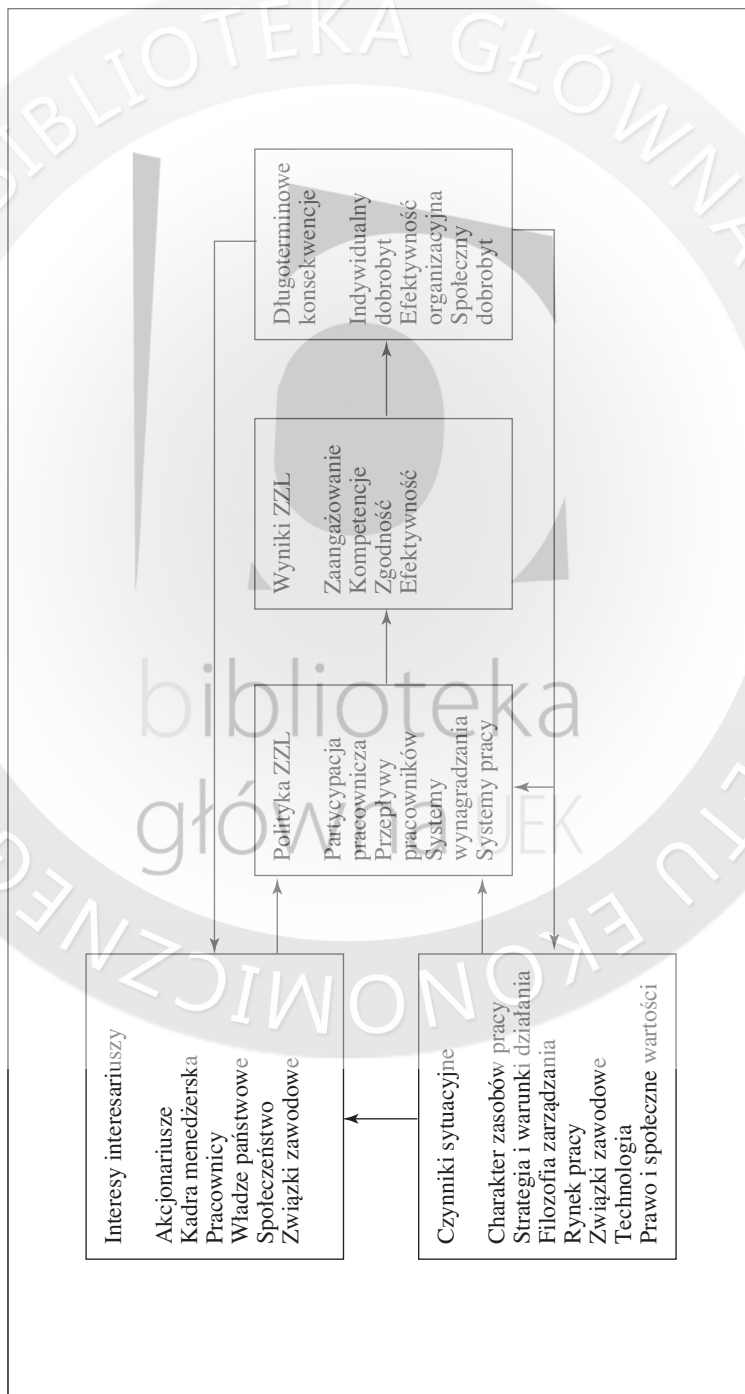 Interesy interesariuszy
Akcjonariusze
Kadra menedżerska
Pracownicy
Władze państwowe
Społeczeństwo
Związki zawodowe
Czynniki sytuacyjne
Charakter zasobów pracy
Strategia i warunki działania
Filozofia zarządzania
Rynek pracy
Związki zawodowe
Technologia
Prawo i społeczne wartości
Polityka ZZL
Partycypacja
pracownicza
Przepływy
pracowników
Systemy
wynagradzania
Systemy pracy
Wyniki ZZL
Zaangażowanie
Kompetencje
Zgodność
Efektywność
Długoterminowe
konsekwencje
Indywidualny
dobrobyt
Efektywność
organizacyjna
Społeczny
dobrobyt
biblioteka
główna UEK
BIBLIOTEKA GŁÓWNA
EKONOMICZNEG